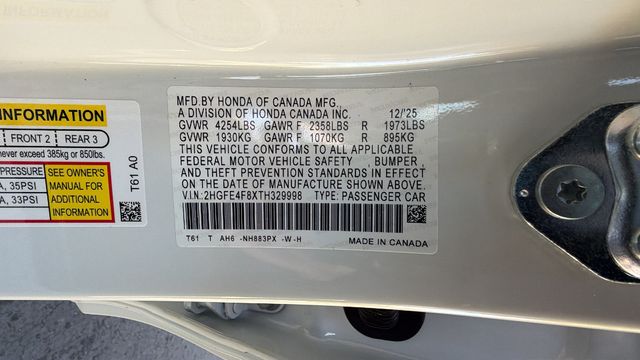 INFORMATION
FRONT 2 REAR 3
never exceed 385kg or 850lbs.
PRESSURE
A, 35PSI
A, 33PSI
SEE OWNER'S
MANUAL FOR
ADDITIONAL
INFORMATION
T61 A0
MFD.BY HONDA OF CANADA MFG.,
A DIVISION OF HONDA CANADA INC. 12/'25
GVWR 4254LBS GAWR F 2358LBS R 1973LBS
GVWR 1930KG GAWR F 1070KG R 895KG
THIS VEHICLE CONFORMS TO ALL APPLICABLE
FEDERAL MOTOR VEHICLE SAFETY , BUMPER ,
AND THEFT PREVENTION STANDARDS IN EFFECT
ON THE DATE OF MANUFACTURE SHOWN ABOVE.
V.I.N:2HGFE4F8XTH329998 TYPE: PASSENGER CAR
T61 T AH6 -NH883PX -W-H MADE IN CANADA